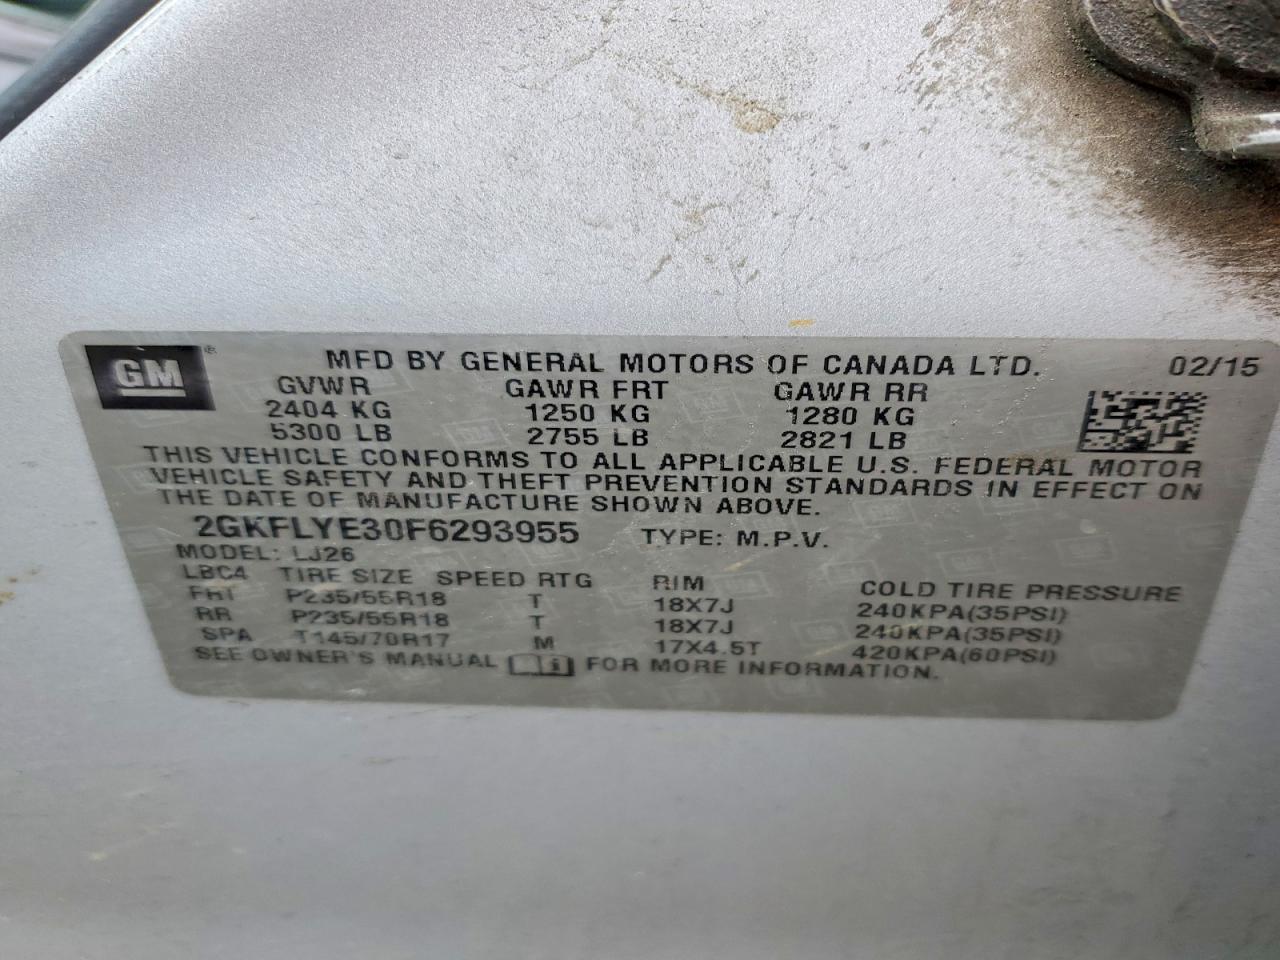 GM® MFD BY GENERAL MOTORS OF CANADA LTD. 02/15
GVWR GAWR FRT GAWR RR
2404 KG 1250 KG 1280 KG
5300 LB 2755 LB 2821 LB
THIS VEHICLE CONFORMS TO ALL APPLICABLE U.S. FEDERAL MOTOR
VEHICLE SAFETY AND THEFT PREVENTION STANDARDS IN EFFECT ON
THE DATE OF MANUFACTURE SHOWN ABOVE.
2GKFLYE30F6293955 TYPE: M.P.V.
MODEL: LJ26
LBC4 TIRE SIZE SPEED RTG RIM COLD TIRE PRESSURE
FRT P235/55R18 T 18X7J 240KPA(35PSI)
RR P235/55R18 T 18X7J 240KPA(35PSI)
SPA T145/70R17 M 17X4.5T 420KPA(60PSI)
SEE OWNER'S MANUAL i FOR MORE INFORMATION.